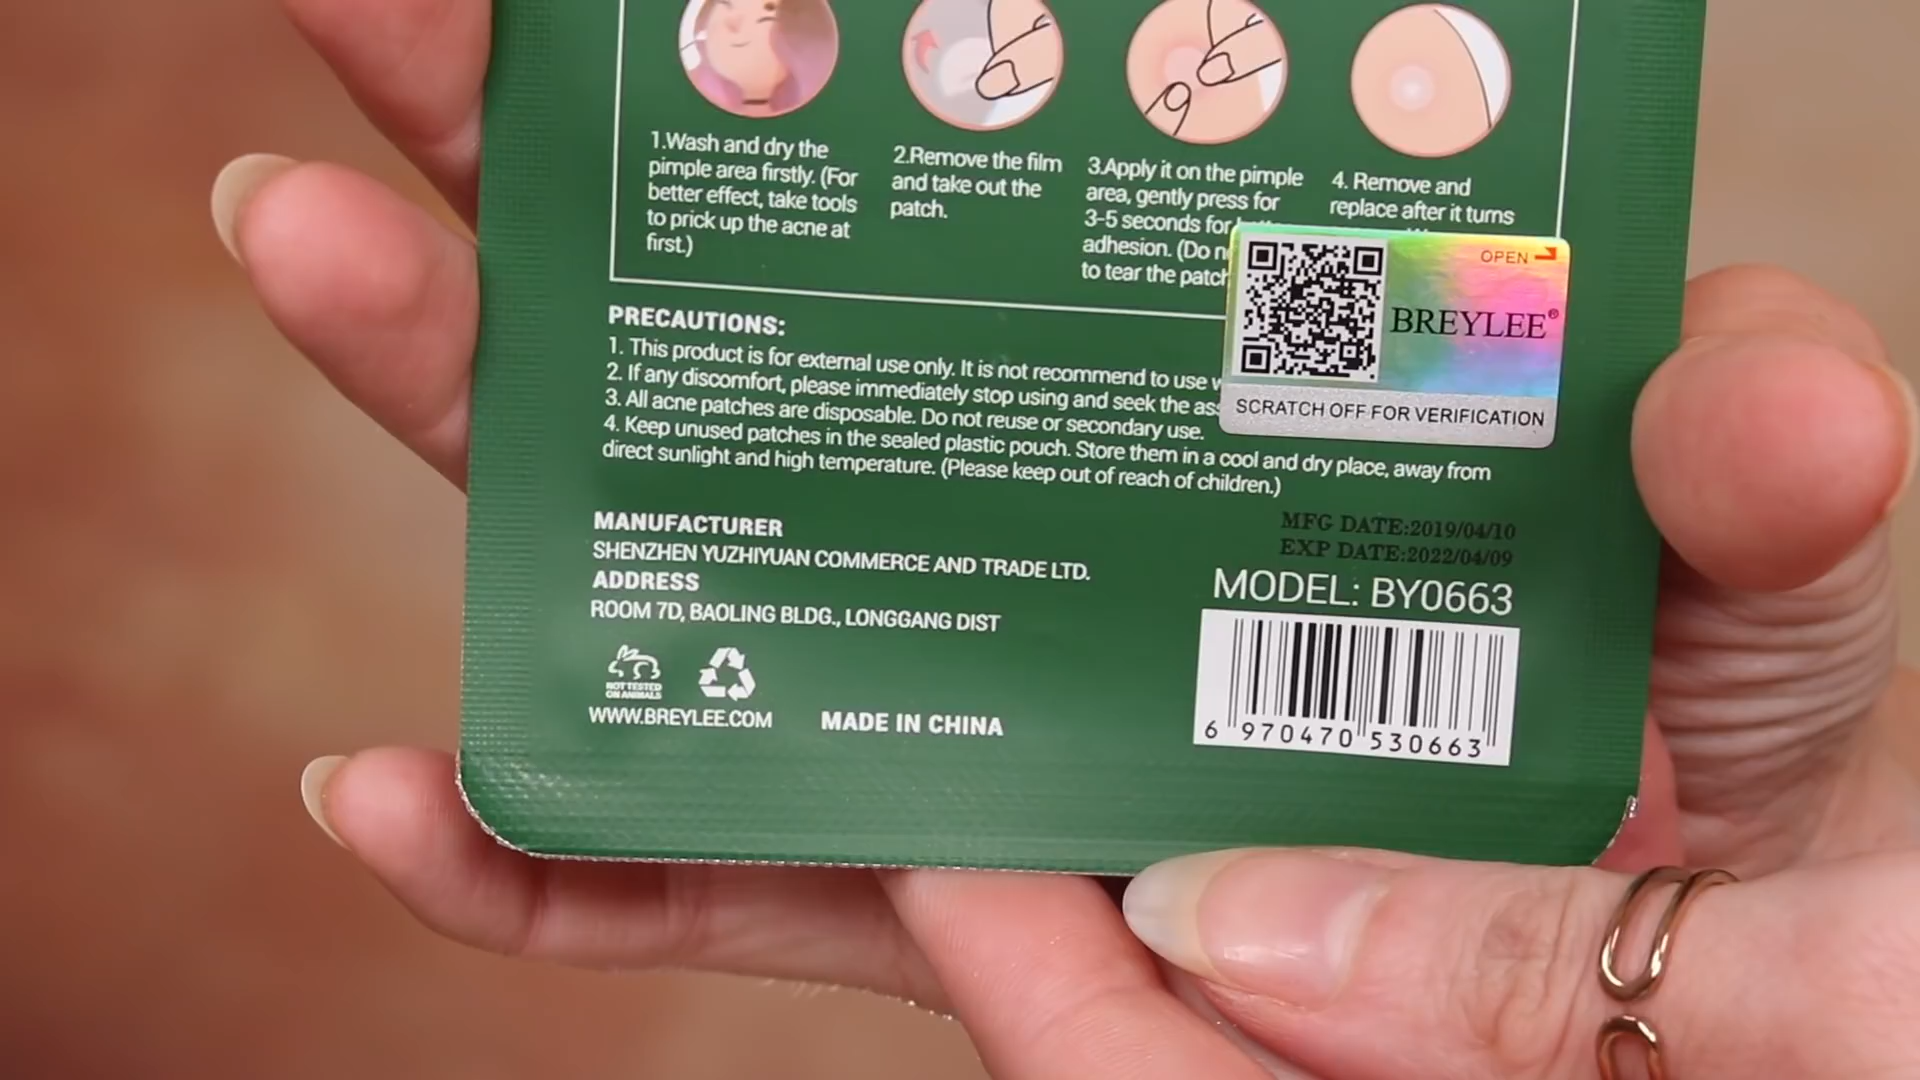 1.Wash and dry the
pimple area firstly. (For
better effect, take tools
to prick up the acne at
first.)
2.Remove the film
and take out the
patch.
3.Apply it on the pimple
area, gently press for
3-5 seconds for
adhesion. (Do
to tear the patch
4. Remove and
replace after it turns
OPEN
BREYLEE®
SCRATCH OFF FOR VERIFICATION
PRECAUTIONS:
1. This product is for external use only. It is not recommend to use
2. If any discomfort, please immediately stop using and seek the
3. All acne patches are disposable. Do not reuse or secondary use.
4. Keep unused patches in the sealed plastic pouch. Store them in a cool and dry place, away from
direct sunlight and high temperature. (Please keep out of reach of children.)
MANUFACTURER
SHENZHEN YUZHIYUAN COMMERCE AND TRADE LTD.
ADDRESS
ROOM 7D, BAOLING BLDG., LONGGANG DIST
NOT TESTED
ON ANIMALS
WWW.BREYLEE.COM
MADE IN CHINA
MFG DATE:2019/04/10
EXP DATE:2022/04/09
MODEL: BY0663
6 970470 530663